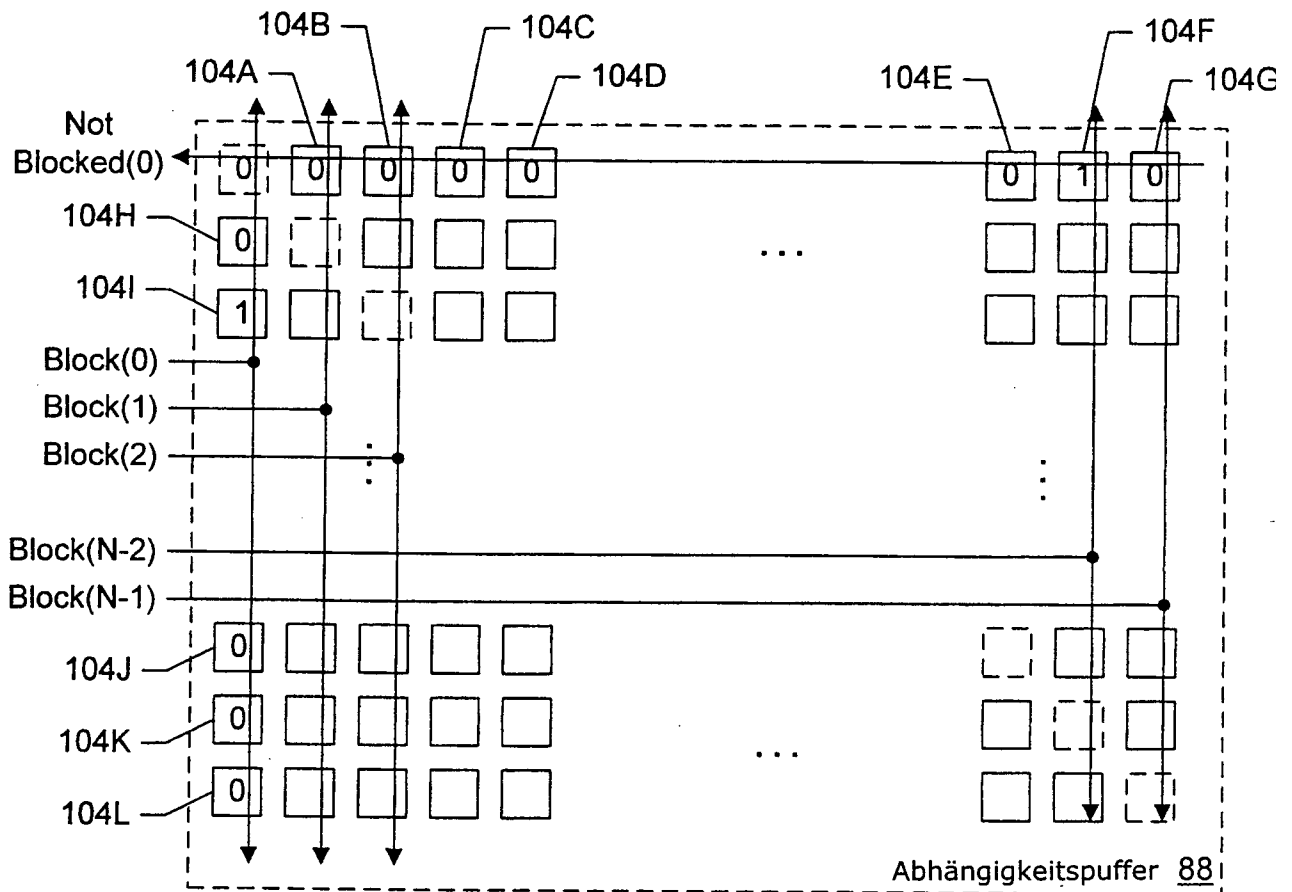 104B
104C
104F
104A
104D
104E
104G
Not
Blocked(0)
0 0 0 0 0 0 1 0
104H
0
...
104I
1
Block(0)
Block(1)
Block(2)
Block(N-2)
Block(N-1)
0
104J
0
104K
...
0
104L
Abhängigkeitspuffer 88